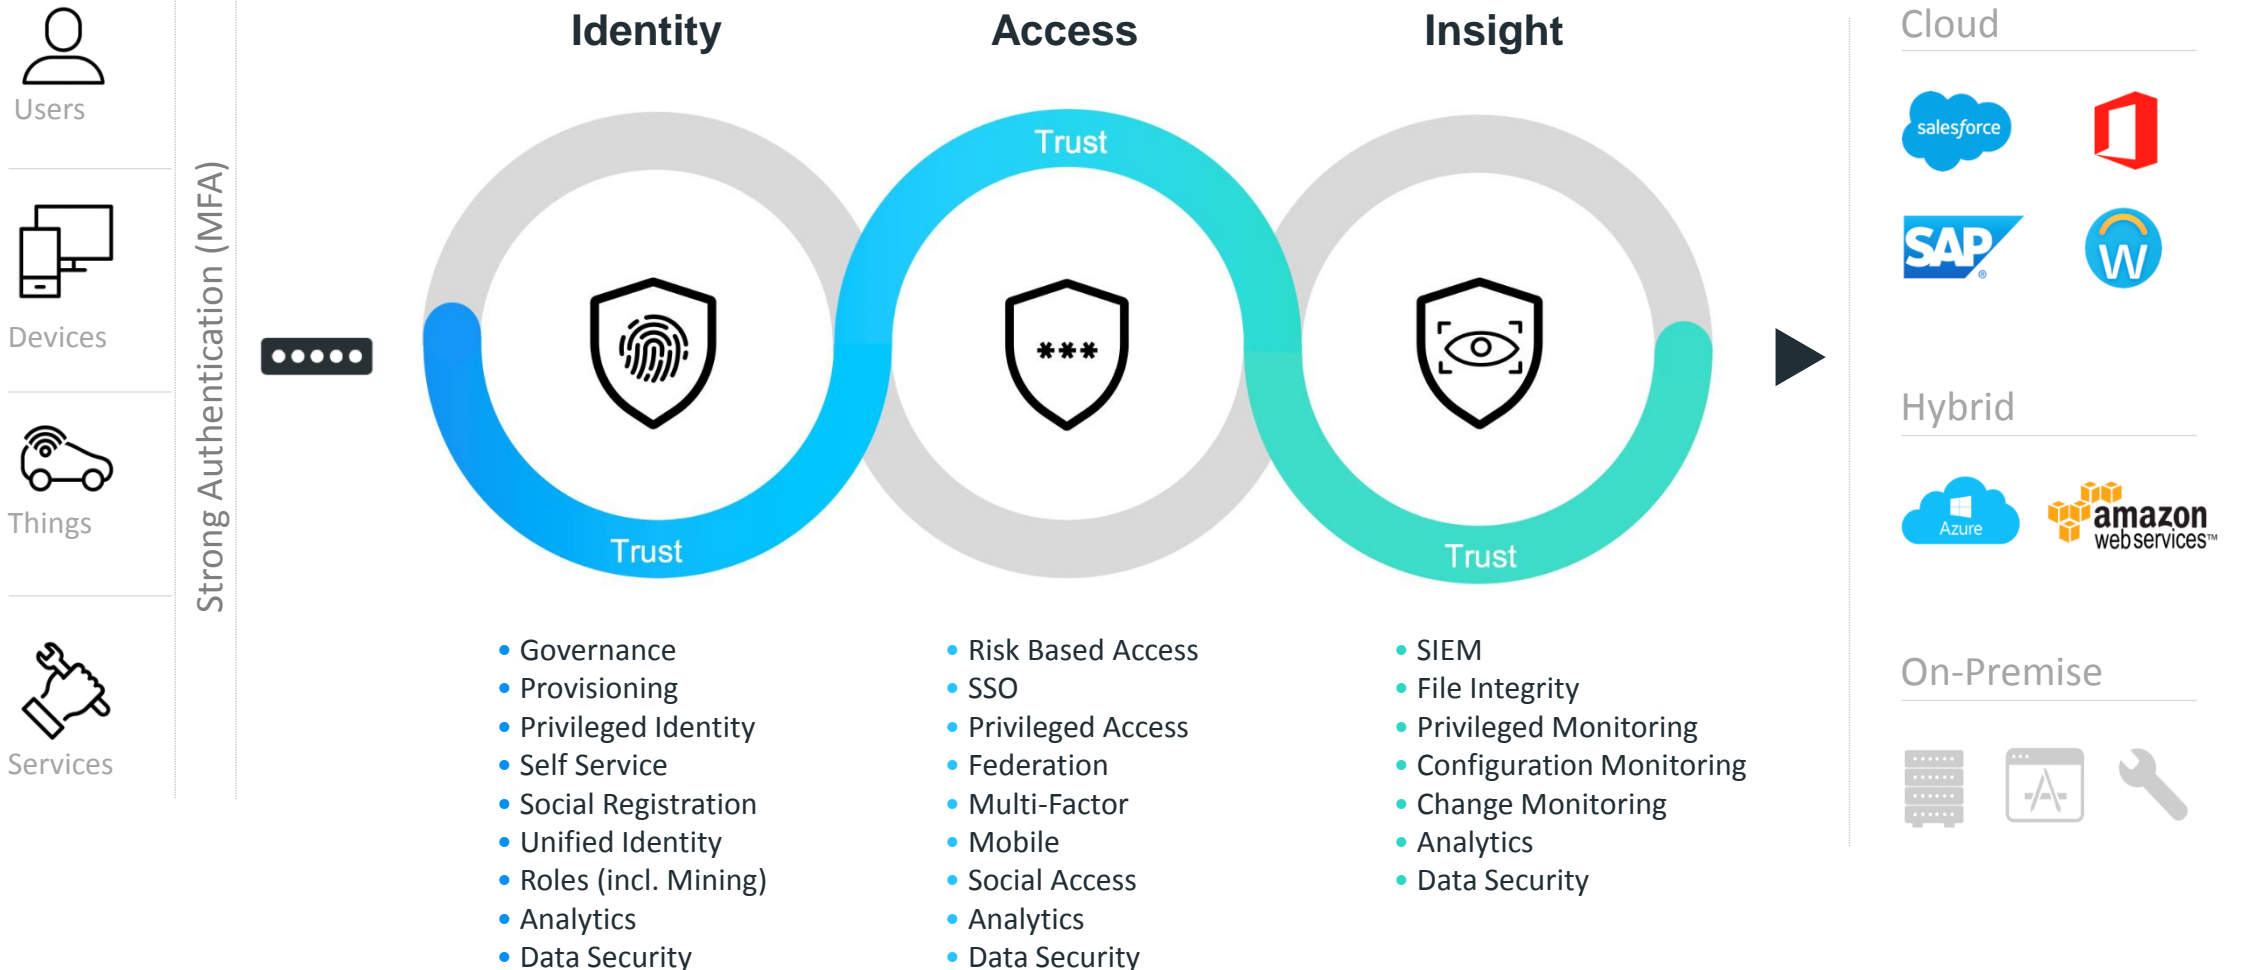 Users
Devices
Things
Services
Strong Authentication (MFA)
Identity
Trust
Governance
Provisioning
Privileged Identity
Self Service
Social Registration
Unified Identity
Roles (incl. Mining)
Analytics
Data Security
Access
Trust
***
Risk Based Access
SSO
Privileged Access
Federation
Multi-Factor
Mobile
Social Access
Analytics
Data Security
Insight
Trust
SIEM
File Integrity
Privileged Monitoring
Configuration Monitoring
Change Monitoring
Analytics
Data Security
Cloud
salesforce
SAP®
W
Hybrid
Azure
amazon
web services™
On-Premise